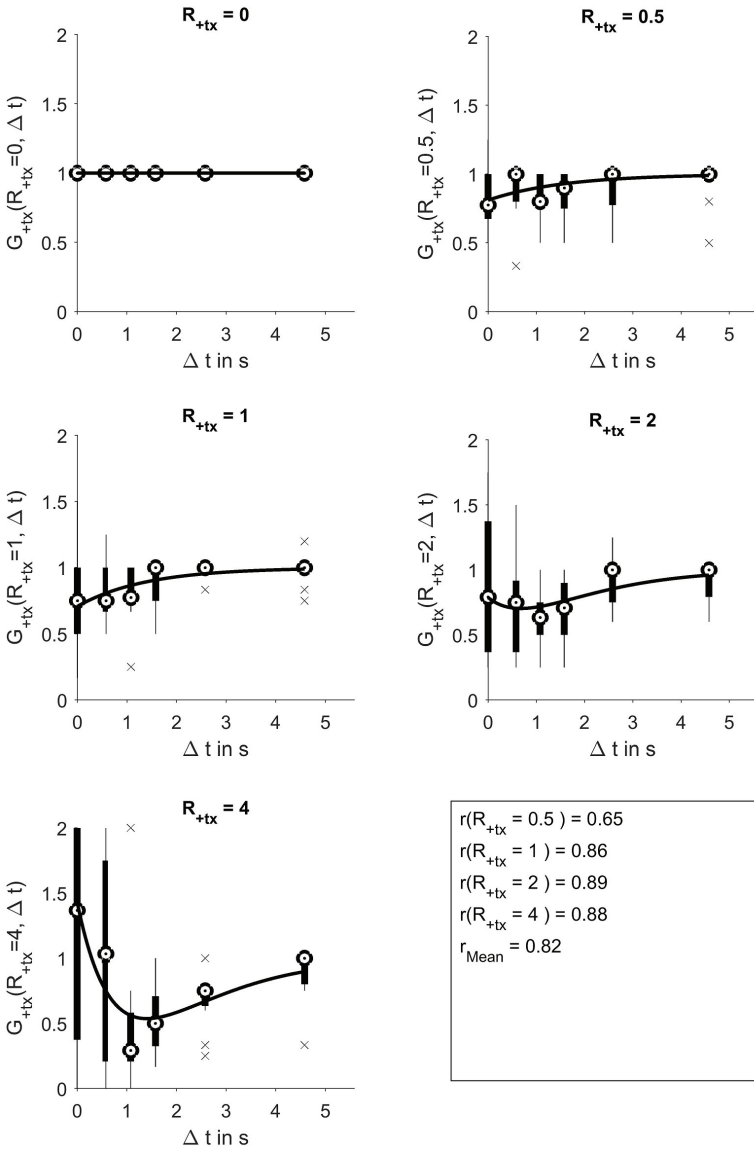 R+tx = 0
2
1.5
1
0.5
0
G+tx(R+tx=0, Δ t)
0 1 2 3 4 5
Δ t in s
R+tx = 0.5
2
1.5
1
0.5
0
G+tx(R+tx=0.5, Δ t)
0 1 2 3 4 5
Δ t in s
R+tx = 1
2
1.5
1
0.5
0
G+tx(R+tx=1, Δ t)
0 1 2 3 4 5
Δ t in s
R+tx = 2
2
1.5
1
0.5
0
G+tx(R+tx=2, Δ t)
0 1 2 3 4 5
Δ t in s
R+tx = 4
2
1.5
1
0.5
0
G+tx(R+tx=4, Δ t)
0 1 2 3 4 5
Δ t in s
r(R+tx = 0.5 ) = 0.65
r(R+tx = 1 ) = 0.86
r(R+tx = 2 ) = 0.89
r(R+tx = 4 ) = 0.88
rMean = 0.82